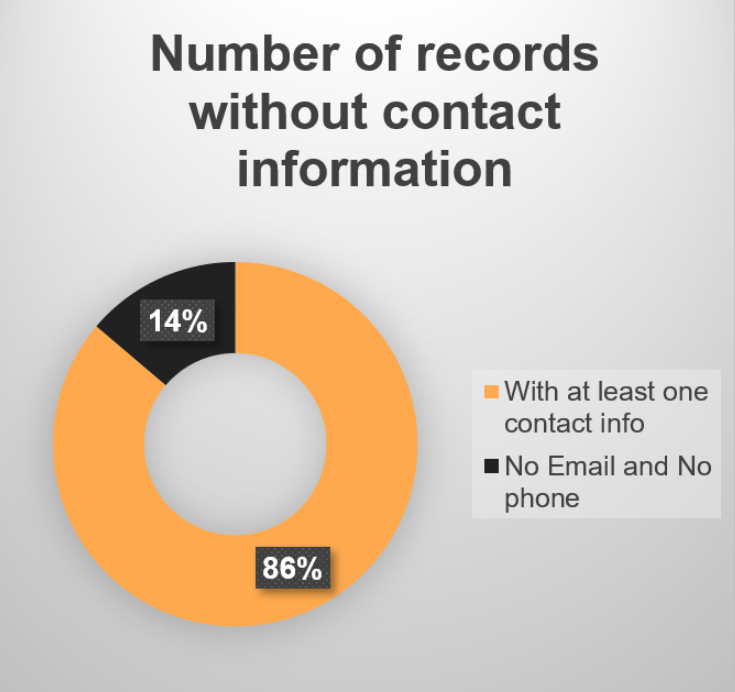 Number of records
without contact
information
14%
86%
With at least one
contact info
No Email and No
phone